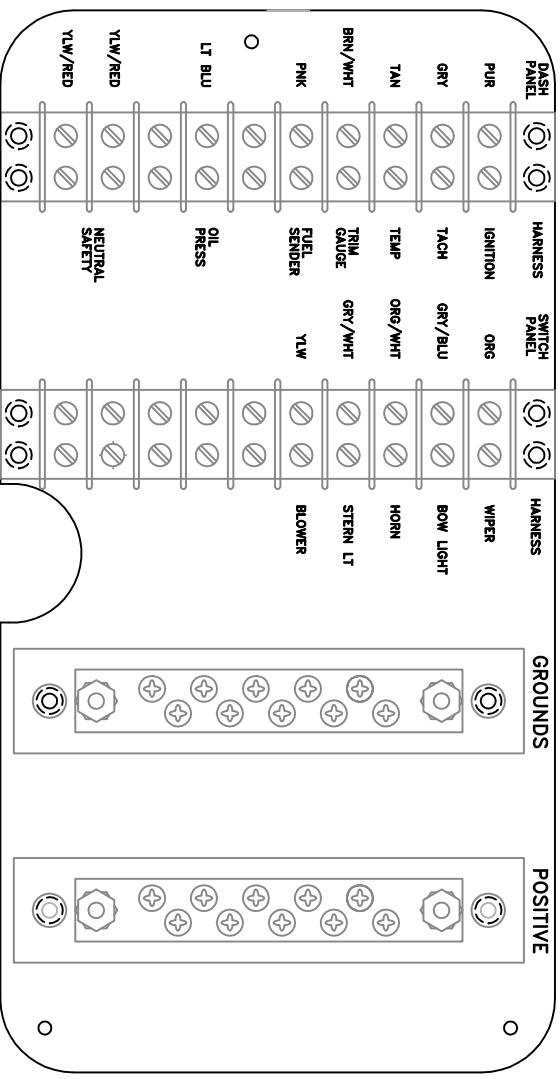 DASH
PANEL
PUR
GRY
TAN
BRN/WHT
PNK
LT BLU
YLW/RED
YLW/RED
HARNESS
IGNITION
TACH
TEMP
TRIM
GAUGE
FUEL
SENDER
OIL
PRESS
NEUTRAL
SAFETY
SWITCH
PANEL
ORG
GRY/BLU
ORG/WHT
GRY/WHT
YLW
HARNESS
WIPER
BOW LIGHT
HORN
STERN LT
BLOWER
GROUNDS
POSITIVE